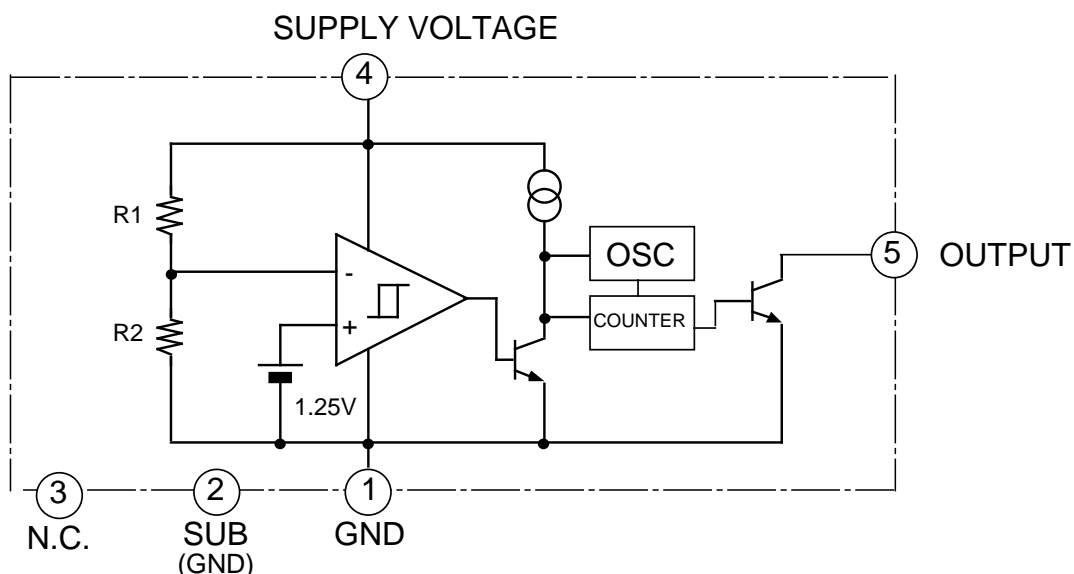 SUPPLY VOLTAGE
4
R1
OSC
5 OUTPUT
-
R2
+
COUNTER
1.25V
3
2
1
N.C.
SUB
(GND)
GND